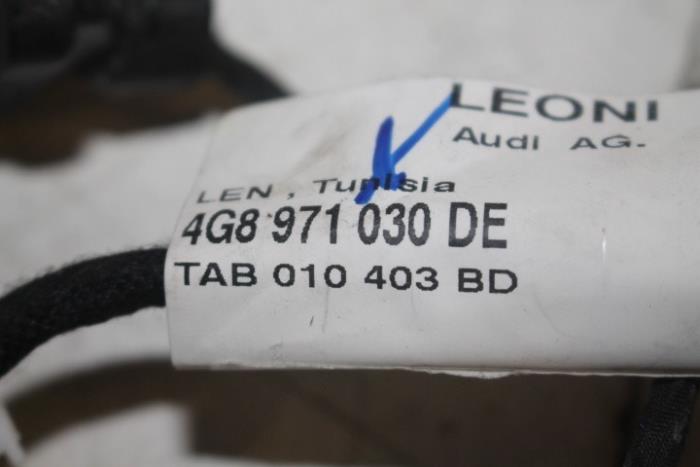 LEONI
Audi AG.
LEN , Tunisia
4G8 971 030 DE
TAB 010 403 BD